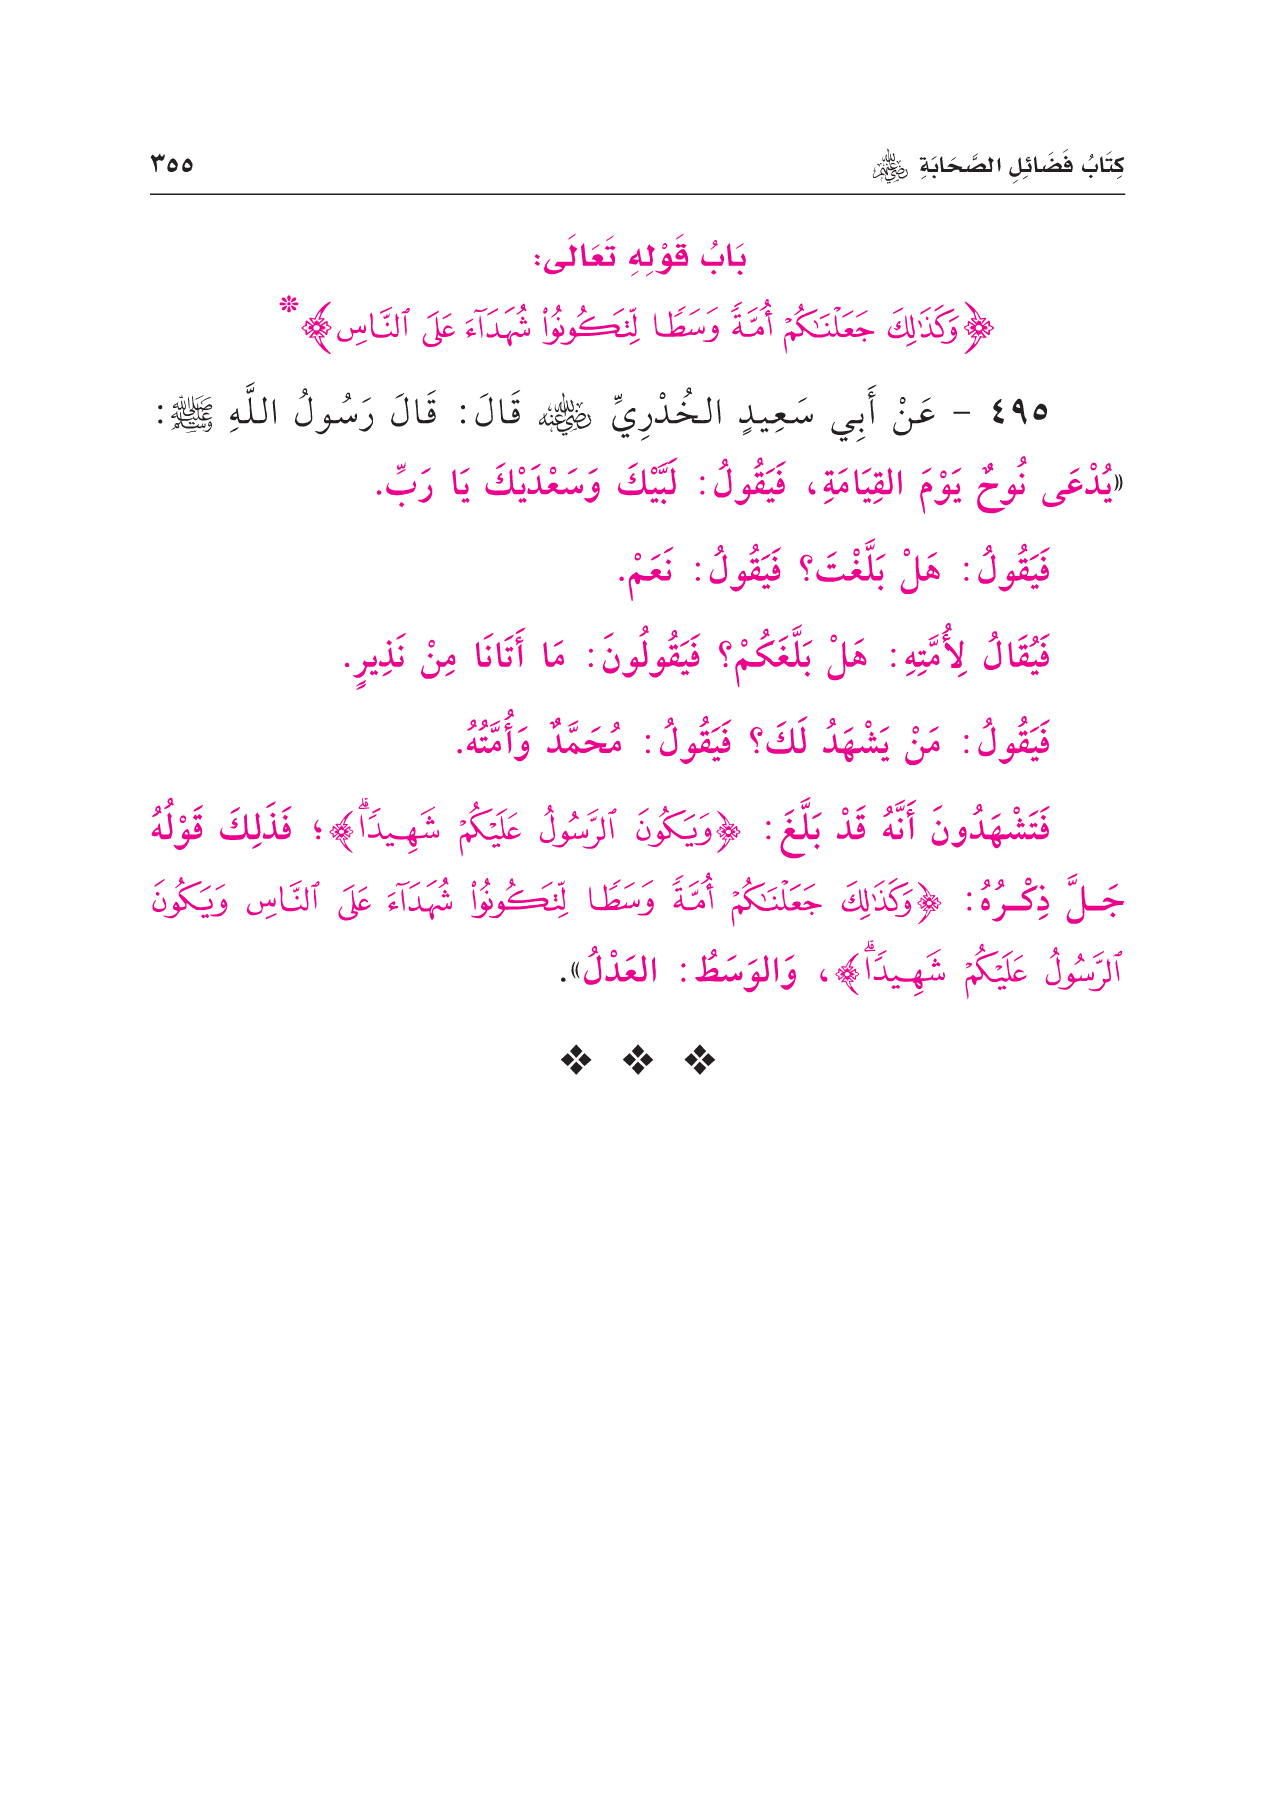 كِتَابُ فَضَائِلِ الصَّحَابَةِ رضي الله عنهم ٣٥٥
بَابُ قَوْلِهِ تَعَالَى:
﴿وَكَذَٰلِكَ جَعَلْنَٰكُمْ أُمَّةً وَسَطًا لِّتَكُونُوا۟ شُهَدَآءَ عَلَى ٱلنَّاسِ﴾ *
٤٩٥ - عَنْ أَبِي سَعِيدٍ الخُدْرِيِّ رضي الله عنه قَالَ: قَالَ رَسُولُ اللَّهِ ﷺ:
«يُدْعَى نُوحٌ يَوْمَ القِيَامَةِ، فَيَقُولُ: لَبَّيْكَ وَسَعْدَيْكَ يَا رَبِّ.
فَيَقُولُ: هَلْ بَلَّغْتَ؟ فَيَقُولُ: نَعَمْ.
فَيُقَالُ لِأُمَّتِهِ: هَلْ بَلَّغَكُمْ؟ فَيَقُولُونَ: مَا أَتَانَا مِنْ نَذِيرٍ.
فَيَقُولُ: مَنْ يَشْهَدُ لَكَ؟ فَيَقُولُ: مُحَمَّدٌ وَأُمَّتُهُ.
فَتَشْهَدُونَ أَنَّهُ قَدْ بَلَّغَ: ﴿وَيَكُونَ ٱلرَّسُولُ عَلَيْكُمْ شَهِيدًاۗ﴾؛ فَذَلِكَ قَوْلُهُ
جَلَّ ذِكْرُهُ: ﴿وَكَذَٰلِكَ جَعَلْنَٰكُمْ أُمَّةً وَسَطًا لِّتَكُونُوا۟ شُهَدَآءَ عَلَى ٱلنَّاسِ وَيَكُونَ
ٱلرَّسُولُ عَلَيْكُمْ شَهِيدًاۗ﴾، وَالوَسَطُ: العَدْلُ».